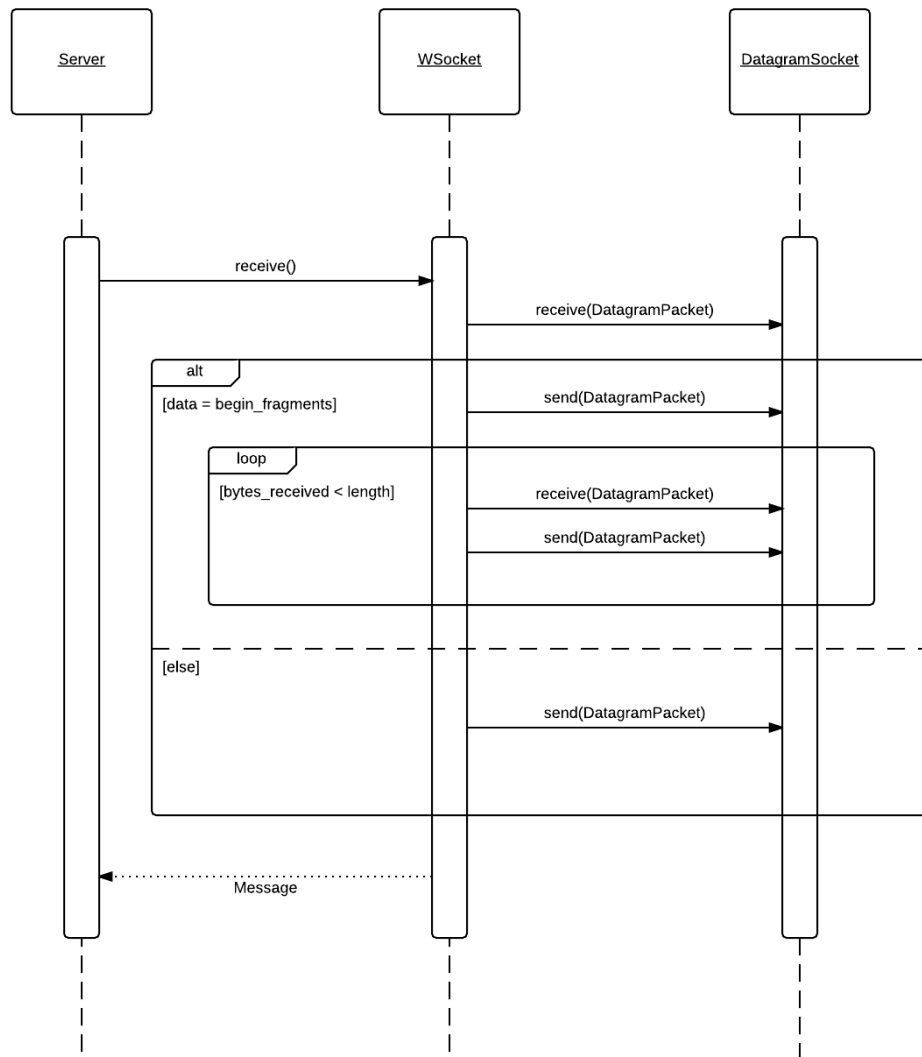 Server
WSocket
DatagramSocket
receive()
receive(DatagramPacket)
alt
[data = begin_fragments]
send(DatagramPacket)
loop
[bytes_received < length]
receive(DatagramPacket)
send(DatagramPacket)
[else]
send(DatagramPacket)
Message